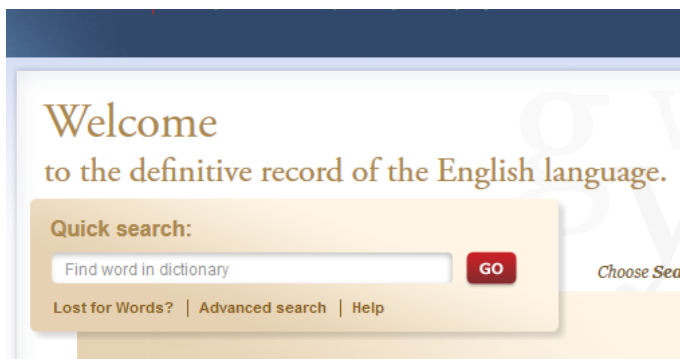 Welcome
to the definitive record of the English language.
Quick search:
Find word in dictionary
GO
Choose
Lost for Words? | Advanced search | Help